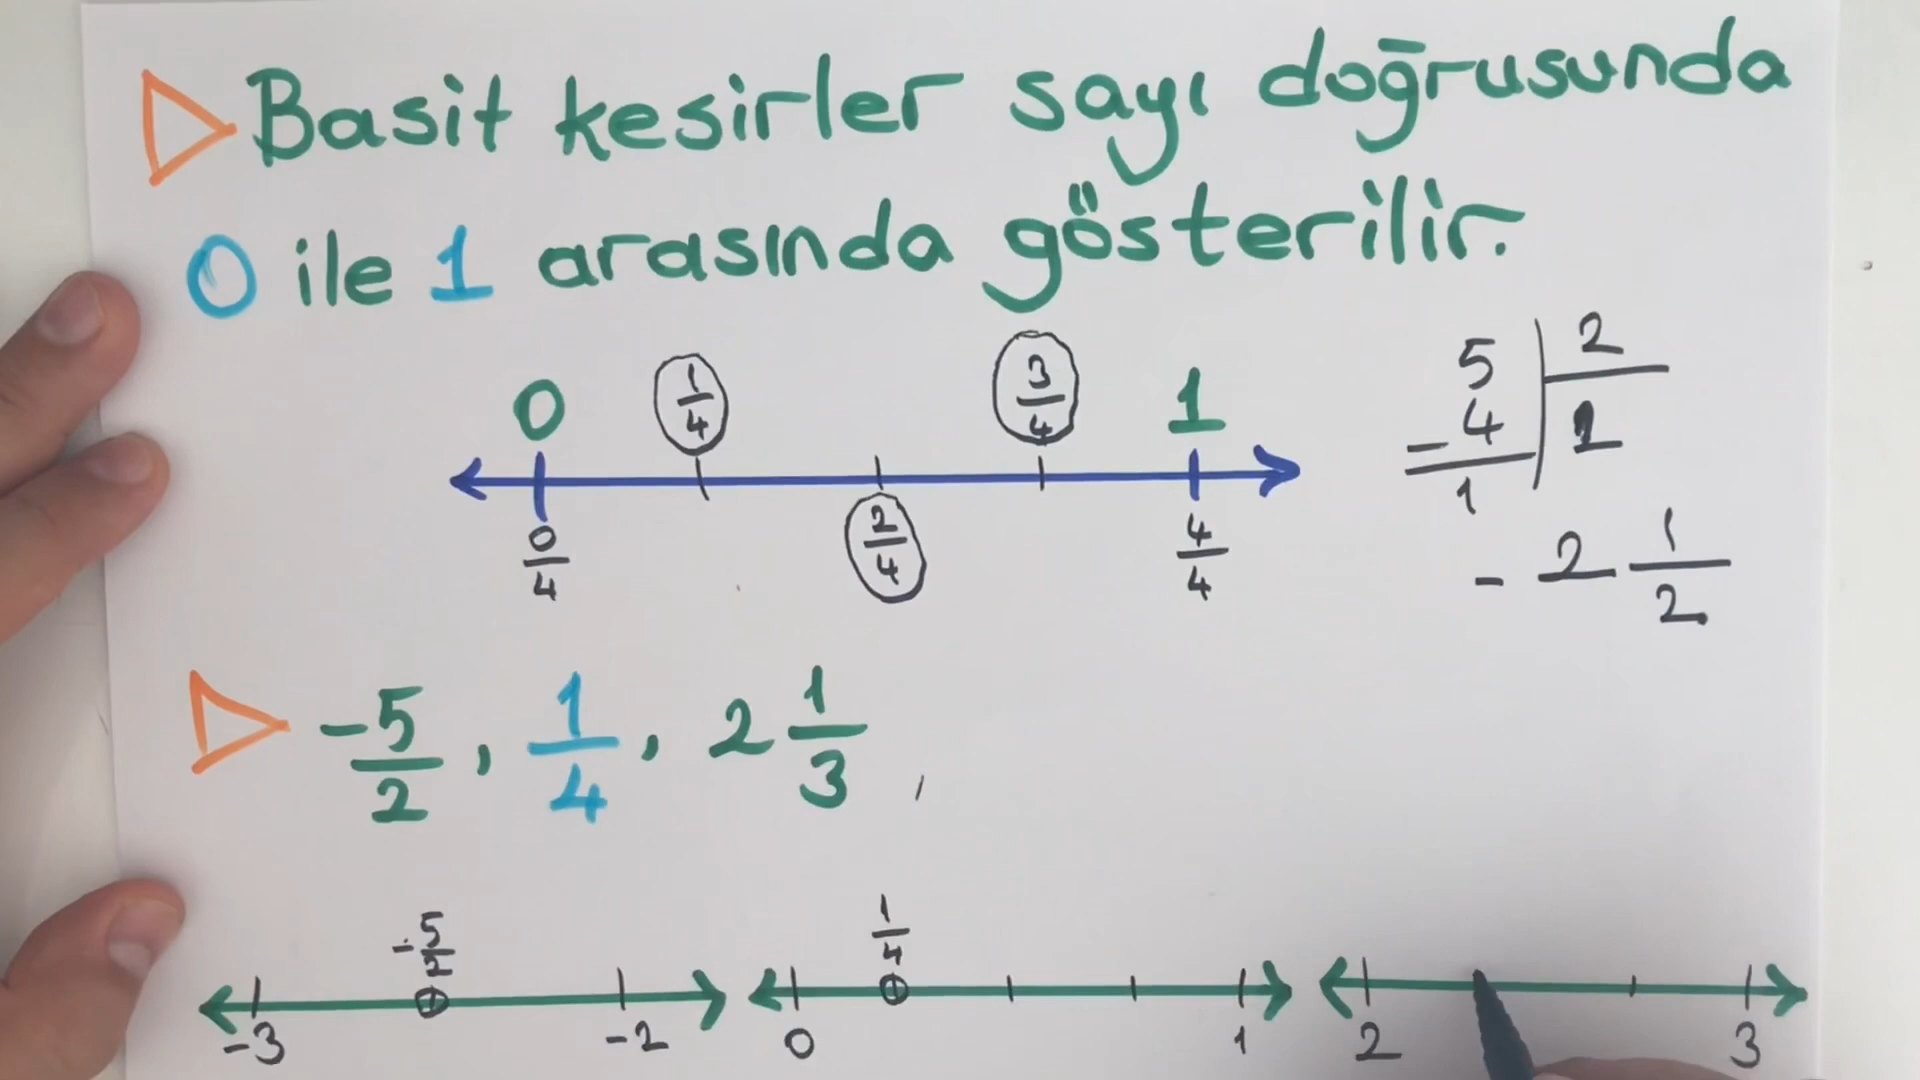 Basit kesirler sayı doğrusunda
0 ile 1 arasında gösterilir.
0 1/4 3/4 1
0/4 2/4 4/4
5 | 2
- 4 | 2
1
- 2 1/2
-5/2 , 1/4 , 2 1/3 ,
-5/2 1/4
-3 -2 0 1 2 3